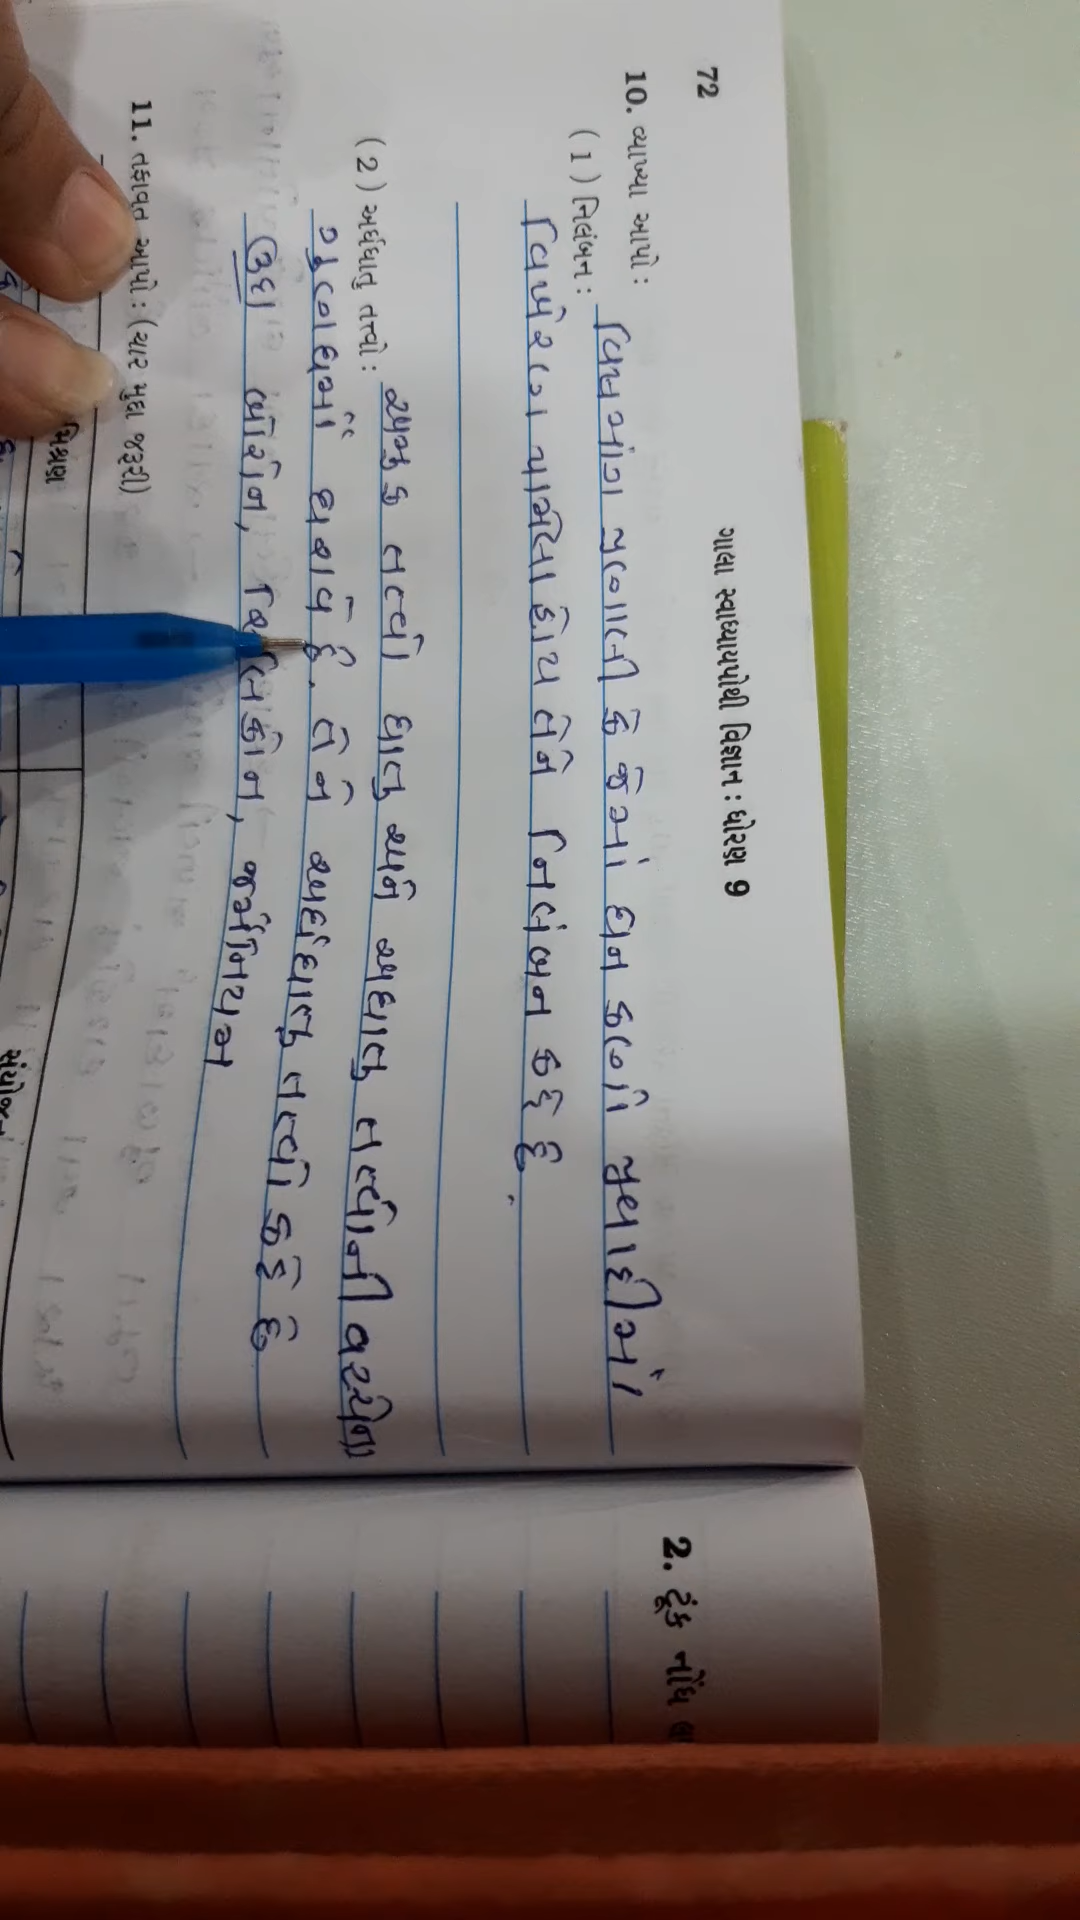 72
ગાલા સ્વાધ્યાયપોથી વિજ્ઞાન : ધોરણ 9
10. વ્યાખ્યા આપો :
(1) નિલંબન : વિષમાંગ મુળાતની કે જેમાં ઘન કણો મુવાહીમાં
વિખેરણ પામેલા હોય તેને નિલંબન કહે છે.
(2) અર્ધધાતુ તત્ત્વો : અમુક તત્વો ધાતુ અને અધાતુ તત્વોની વચ્ચેના
ગુણધર્મો ધરાવે છે. તેને અર્ધધાતુ તત્વો કહે છે
ઉદા બોરોન, સિલિકોન, જર્મેનિયમ
11. તફાવત આપો : (ચાર મુદ્દા જરૂરી)
મિશ્રણ
2. ટૂંક નોંધ